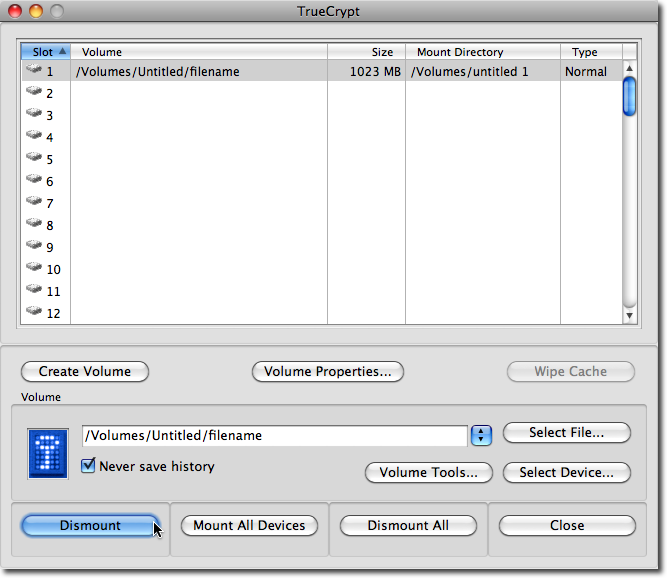 TrueCrypt
Slot Volume Size Mount Directory Type
1 /Volumes/Untitled/filename 1023 MB /Volumes/untitled 1 Normal
2
3
4
5
6
7
8
9
10
11
12
Create Volume Volume Properties... Wipe Cache
Volume
/Volumes/Untitled/filename Select File...
Never save history
Volume Tools... Select Device...
Dismount Mount All Devices Dismount All Close